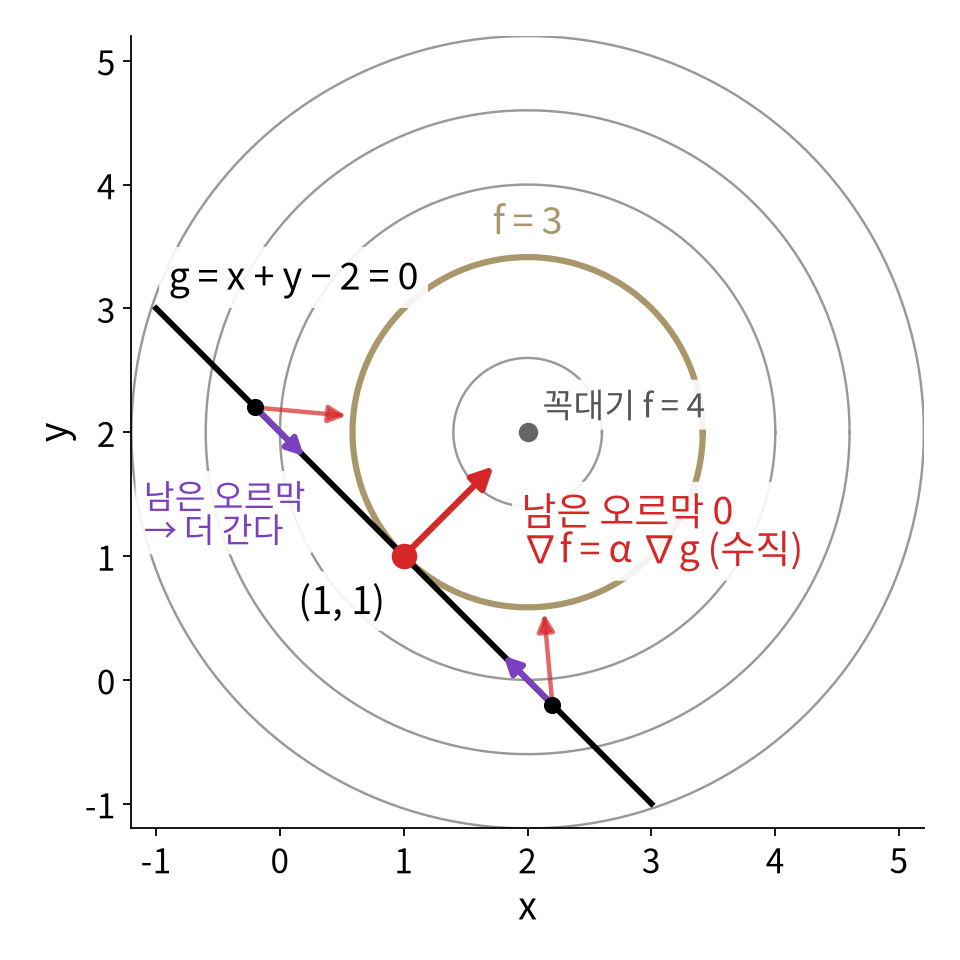 5
4
3
2
1
0
-1
y
f = 3
g = x + y − 2 = 0
꼭대기 f = 4
남은 오르막
→ 더 간다
남은 오르막 0
∇f = α ∇g (수직)
(1, 1)
-1 0 1 2 3 4 5
x